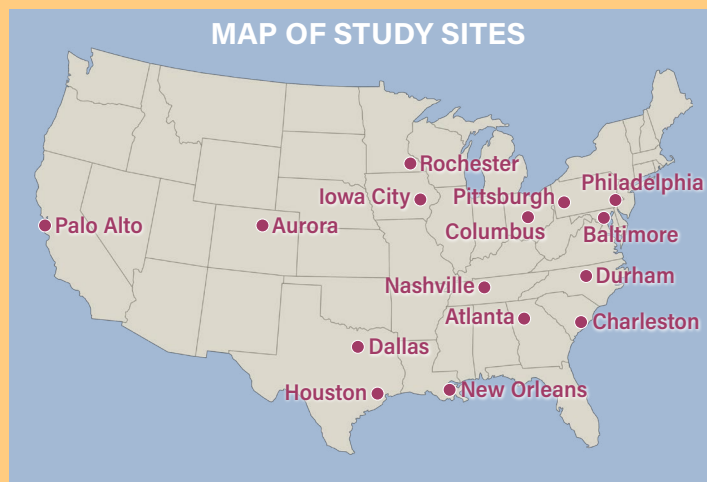 MAP OF STUDY SITES
Rochester
Iowa City
Pittsburgh
Philadelphia
Palo Alto
Aurora
Columbus
Baltimore
Durham
Nashville
Atlanta
Charleston
Dallas
Houston
New Orleans